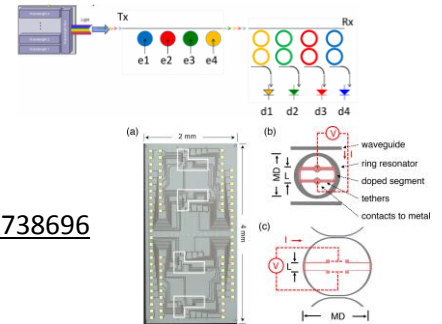 Light
Tx
Rx
e1 e2 e3 e4
d1 d2 d3 d4
(a)
2 mm
4 mm
738696
(b)
V
I
MD
L
waveguide
ring resonator
doped segment
tethers
contacts to metal
(c)
I
V
L
MD